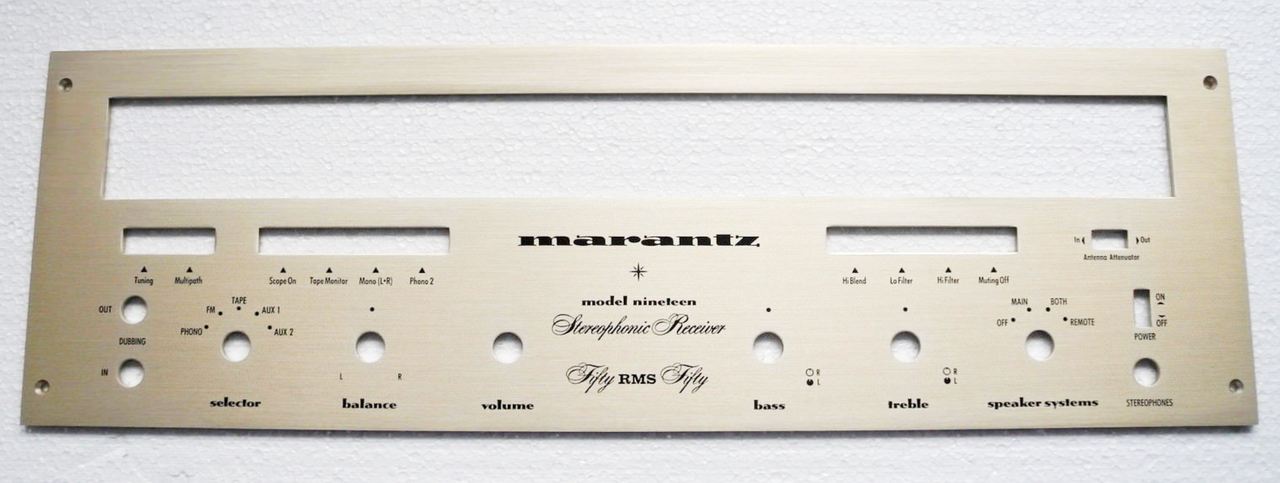 marantz
In Out
Antenna Attenuator
Tuning Multipath Scope On Tape Monitor Mono (L+R) Phono 2 Hi Blend Lo Filter Hi Filter Muting Off
model nineteen
Stereophonic Receiver
Fifty RMS Fifty
OUT
DUBBING
IN
TAPE
FM AUX 1
PHONO AUX 2
selector
L R
balance
volume
R
L
bass
R
L
treble
MAIN BOTH
OFF REMOTE
speaker systems
ON
OFF
POWER
STEREOPHONES